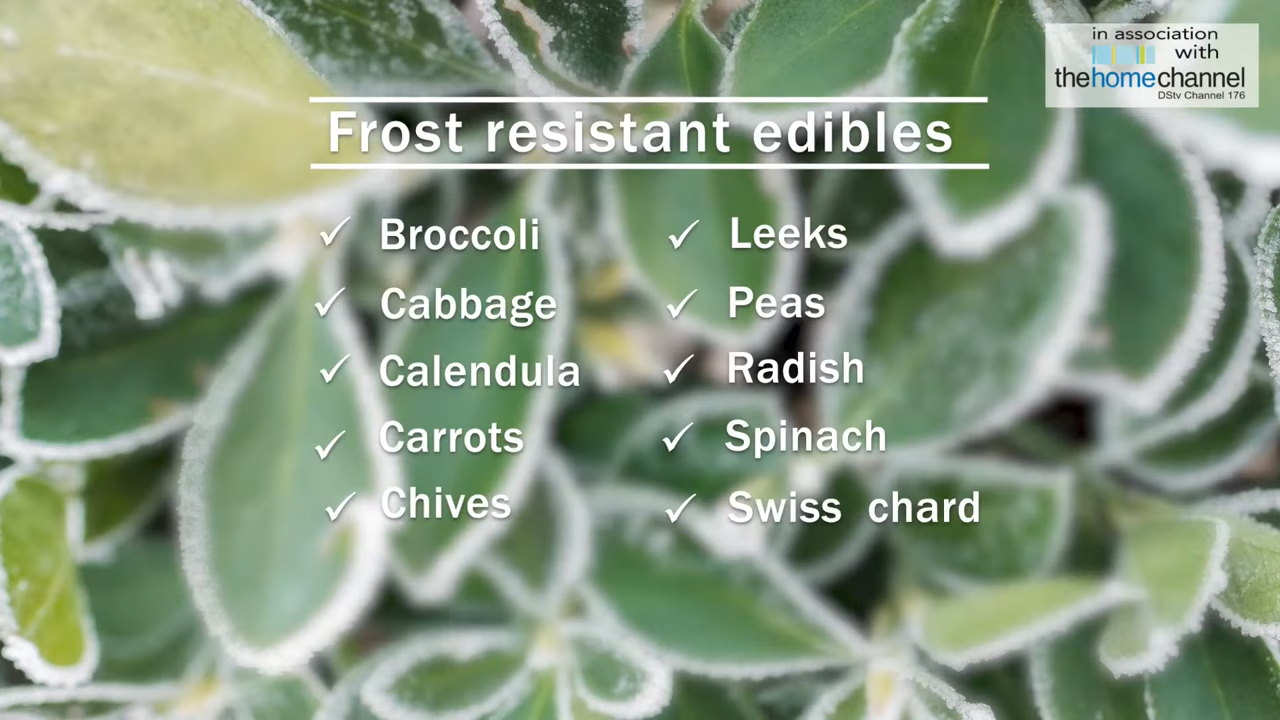 in association
with
thehomechannel
DStv Channel 176
Frost resistant edibles
✓ Broccoli
✓ Cabbage
✓ Calendula
✓ Carrots
✓ Chives
✓ Leeks
✓ Peas
✓ Radish
✓ Spinach
✓ Swiss chard